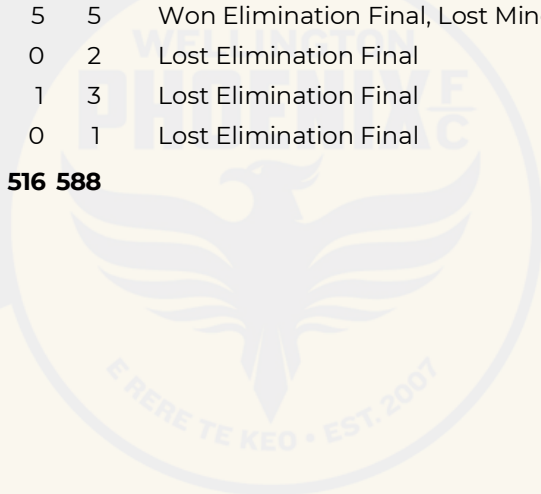 5 5 Won Elimination Final, Lost Min
0 2 Lost Elimination Final
1 3 Lost Elimination Final
0 1 Lost Elimination Final
516 588
WELLINGTON
PHOENIX F
C
E RERE TE KEO • EST. 2007